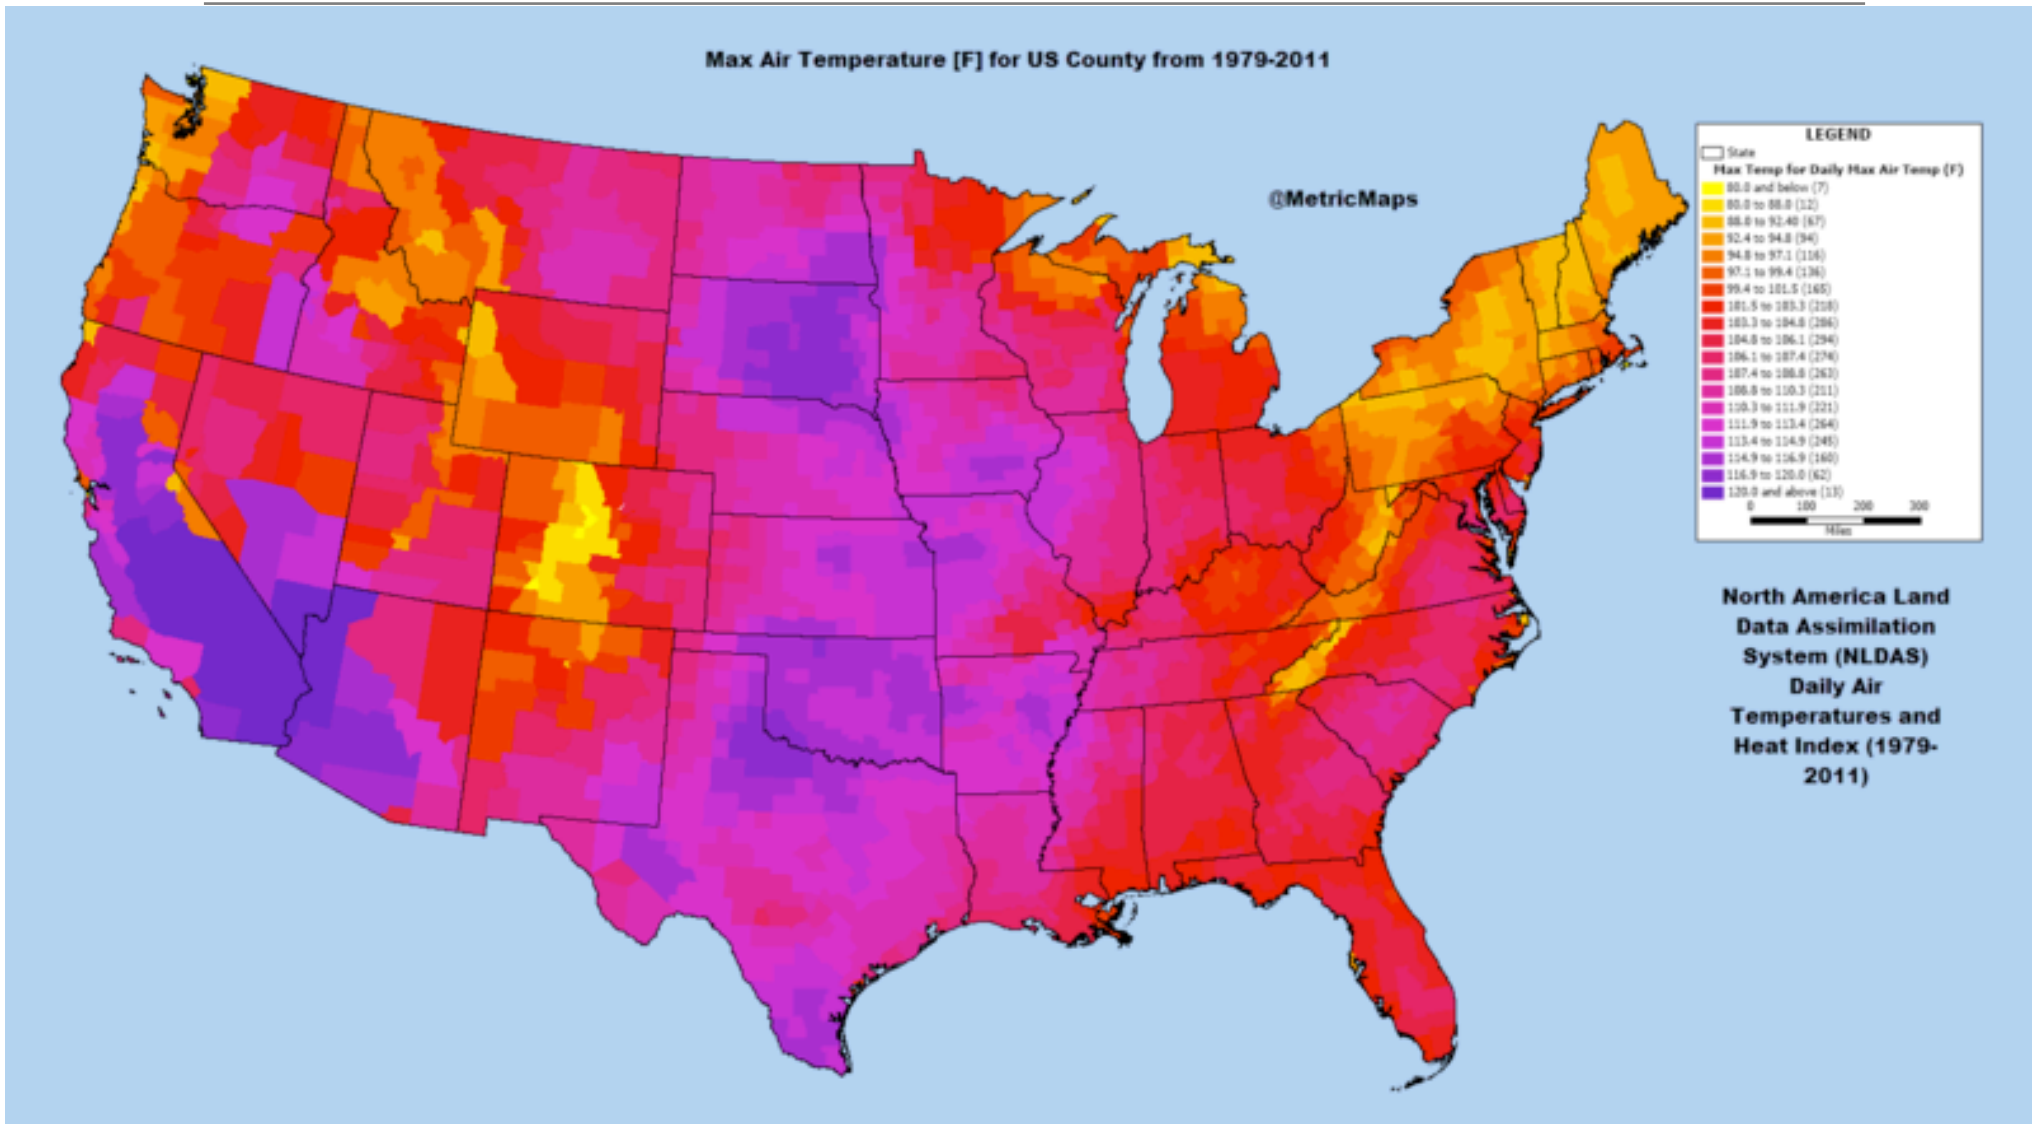 Max Air Temperature [F] for US County from 1979-2011
@MetricMaps
LEGEND
State
Max Temp for Daily Max Air Temp (F)
80.0 and below (7)
80.0 to 88.0 (12)
88.0 to 92.40 (67)
92.4 to 94.8 (94)
94.8 to 97.1 (116)
97.1 to 99.4 (136)
99.4 to 101.5 (165)
101.5 to 103.3 (218)
103.3 to 104.8 (286)
104.8 to 106.1 (294)
106.1 to 107.4 (274)
107.4 to 108.8 (263)
108.8 to 110.3 (211)
110.3 to 111.9 (221)
111.9 to 113.4 (264)
113.4 to 114.9 (245)
114.9 to 116.9 (160)
116.9 to 120.0 (62)
120.0 and above (13)
0 100 200 300
Miles
North America Land
Data Assimilation
System (NLDAS)
Daily Air
Temperatures and
Heat Index (1979-
2011)